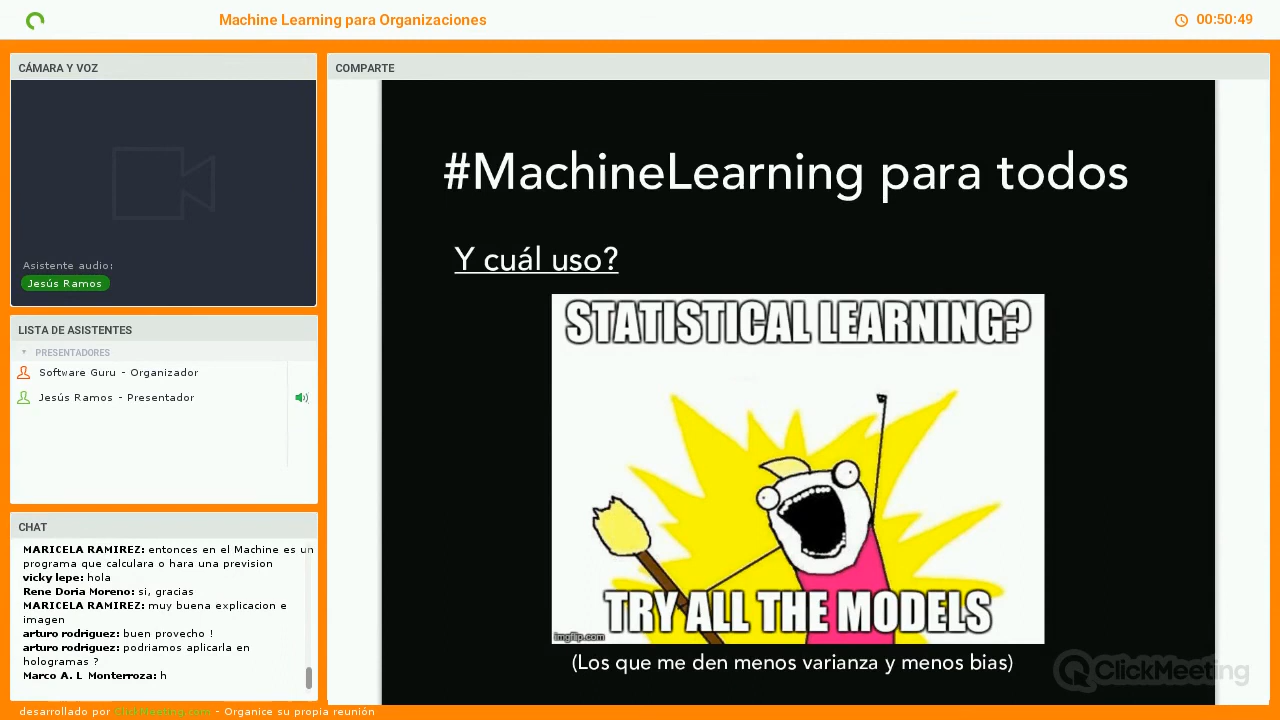 Machine Learning para Organizaciones
00:50:49
CÁMARA Y VOZ
Asistente audio:
Jesús Ramos
LISTA DE ASISTENTES
PRESENTADORES
Software Guru - Organizador
Jesús Ramos - Presentador
CHAT
MARICELA RAMIREZ: entonces en el Machine es un
programa que calculara o hara una prevision
vicky lepe: hola
Rene Doria Moreno: si, gracias
MARICELA RAMIREZ: muy buena explicacion e
imagen
arturo rodriguez: buen provecho !
arturo rodriguez: podriamos aplicarla en
hologramas ?
Marco A. L Monterroza: h
COMPARTE
#MachineLearning para todos
Y cuál uso?
STATISTICAL LEARNING?
TRY ALL THE MODELS
imgflip.com
(Los que me den menos varianza y menos bias)
ClickMeeting
desarrollado por ClickMeeting.com - Organice su propia reunión